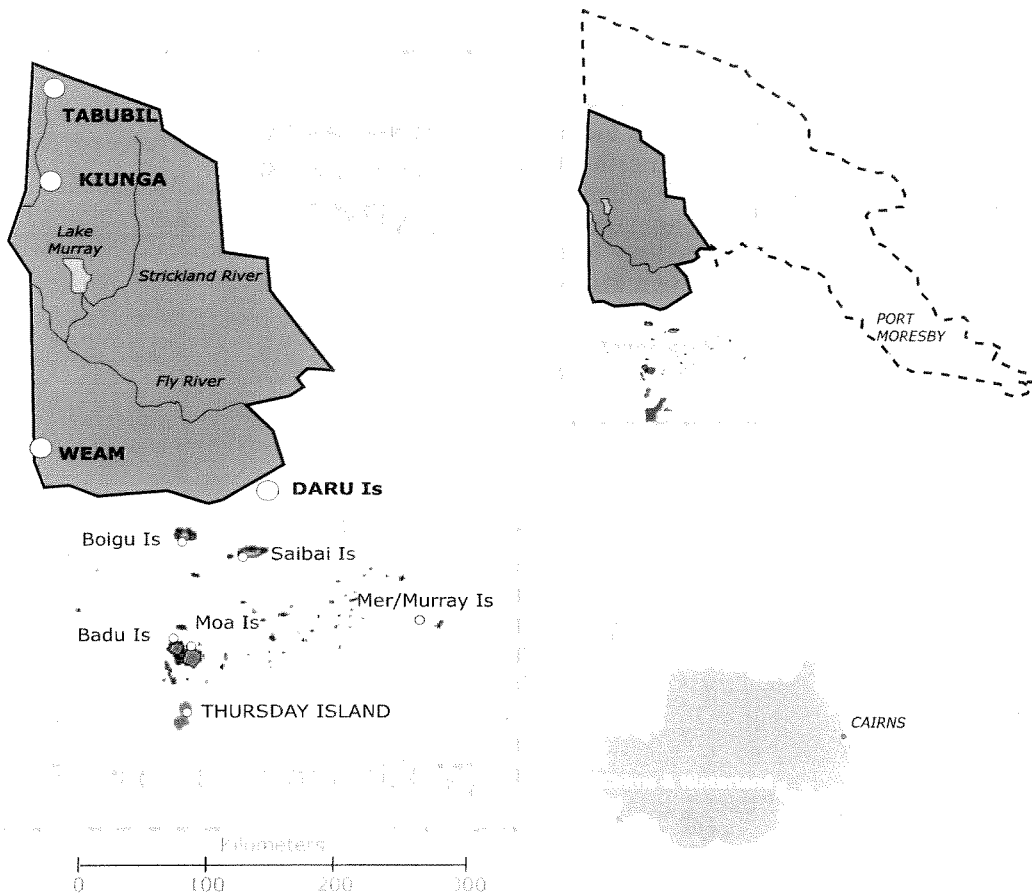 TABUBIL
KIUNGA
Lake
Murray
Strickland River
Fly River
WEAM
DARU Is
Boigu Is
Saibai Is
Mer/Murray Is
Moa Is
Badu Is
THURSDAY ISLAND
Kilometers
0 100 200 300
PORT
MORESBY
CAIRNS